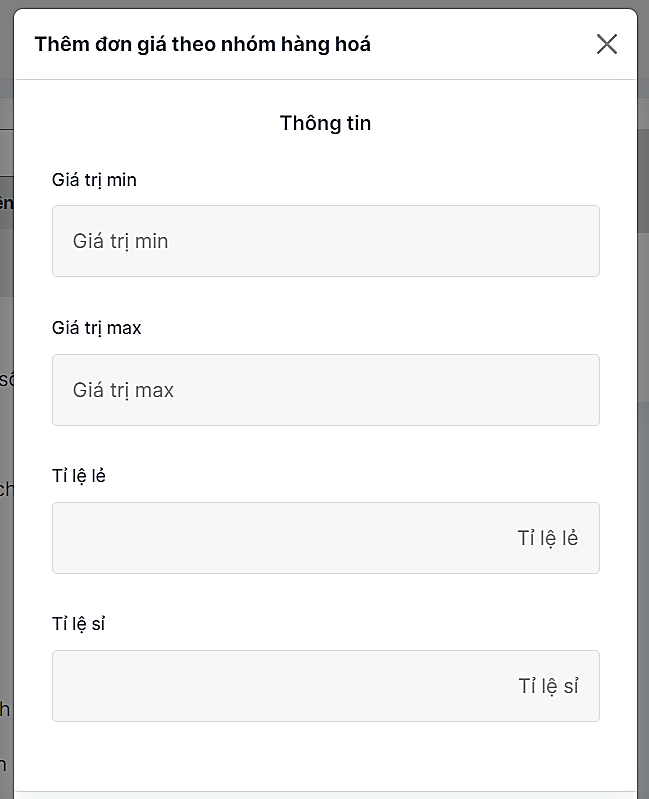 Thêm đơn giá theo nhóm hàng hoá
Thông tin
Giá trị min
Giá trị min
Giá trị max
Giá trị max
Tỉ lệ lẻ
Tỉ lệ lẻ
Tỉ lệ sỉ
Tỉ lệ sỉ